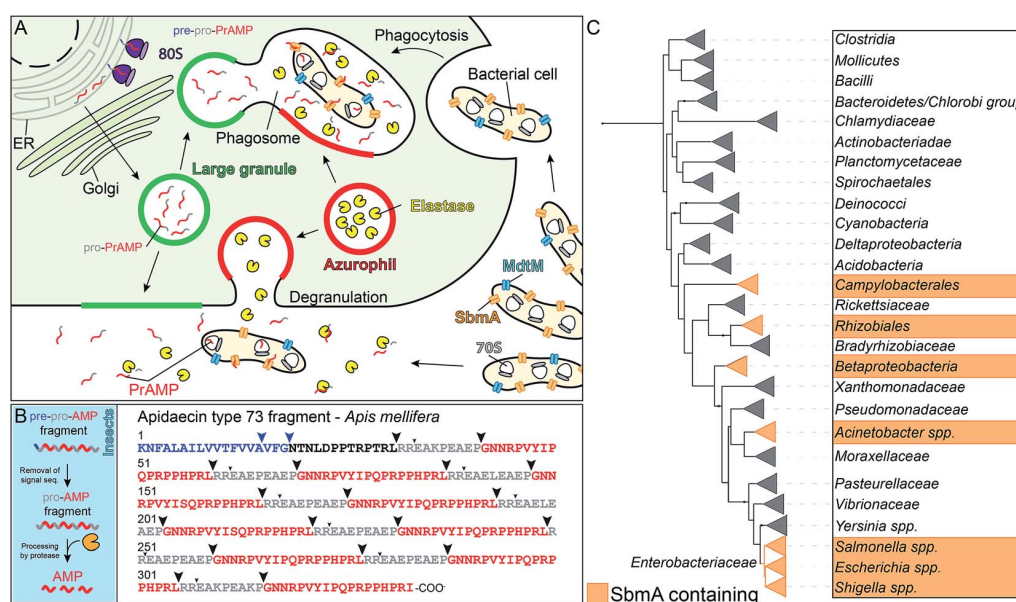 A
pre-pro-PrAMP
80S
Phagocytosis
Bacterial cell
ER
Phagosome
Golgi
Large granule
Elastase
pro-PrAMP
Azurophil
MdtM
Degranulation
SbmA
70S
PrAMP
B
pre-pro-AMP
fragment
Insects
Removal of
signal seq.
pro-AMP
fragment
Processing
by protease
AMP
Apidaecin type 73 fragment - Apis mellifera
1
KNFALAILVVTFVVAVFGNTNLDPPTRPTRLRREAKPEAEPGNNRPVYIP
51
QPRPPHPRLRREAEPEAEPGNNRPVYIPQPRPPHPRLRREAELEAEPGNN
151
RPVYISQPRPPHPRLRREAEPEAEPGNNRPVYIPQPRPPHPRLRREAELE
201
AEPGNNRPVYISQPRPPHPRLRREAEPEAEPGNNRPVYIPQPRPPHPRLR
251
REAEPEAEPGNNRPVYIPQPRPPHPRLRREAEPEAEPGNNRPVYIPQPRP
301
PHPRLRREAKPEAKPGNNRPVYIPQPRPPHPRI-COO-
C
Clostridia
Mollicutes
Bacilli
Bacteroidetes/Chlorobi group
Chlamydiaceae
Actinobacteriadae
Planctomycetaceae
Spirochaetales
Deinococci
Cyanobacteria
Deltaproteobacteria
Acidobacteria
Campylobacterales
Rickettsiaceae
Rhizobiales
Bradyrhizobiaceae
Betaproteobacteria
Xanthomonadaceae
Pseudomonadaceae
Acinetobacter spp.
Moraxellaceae
Pasteurellaceae
Vibrionaceae
Yersinia spp.
Salmonella spp.
Enterobacteriaceae
Escherichia spp.
Shigella spp.
SbmA containing